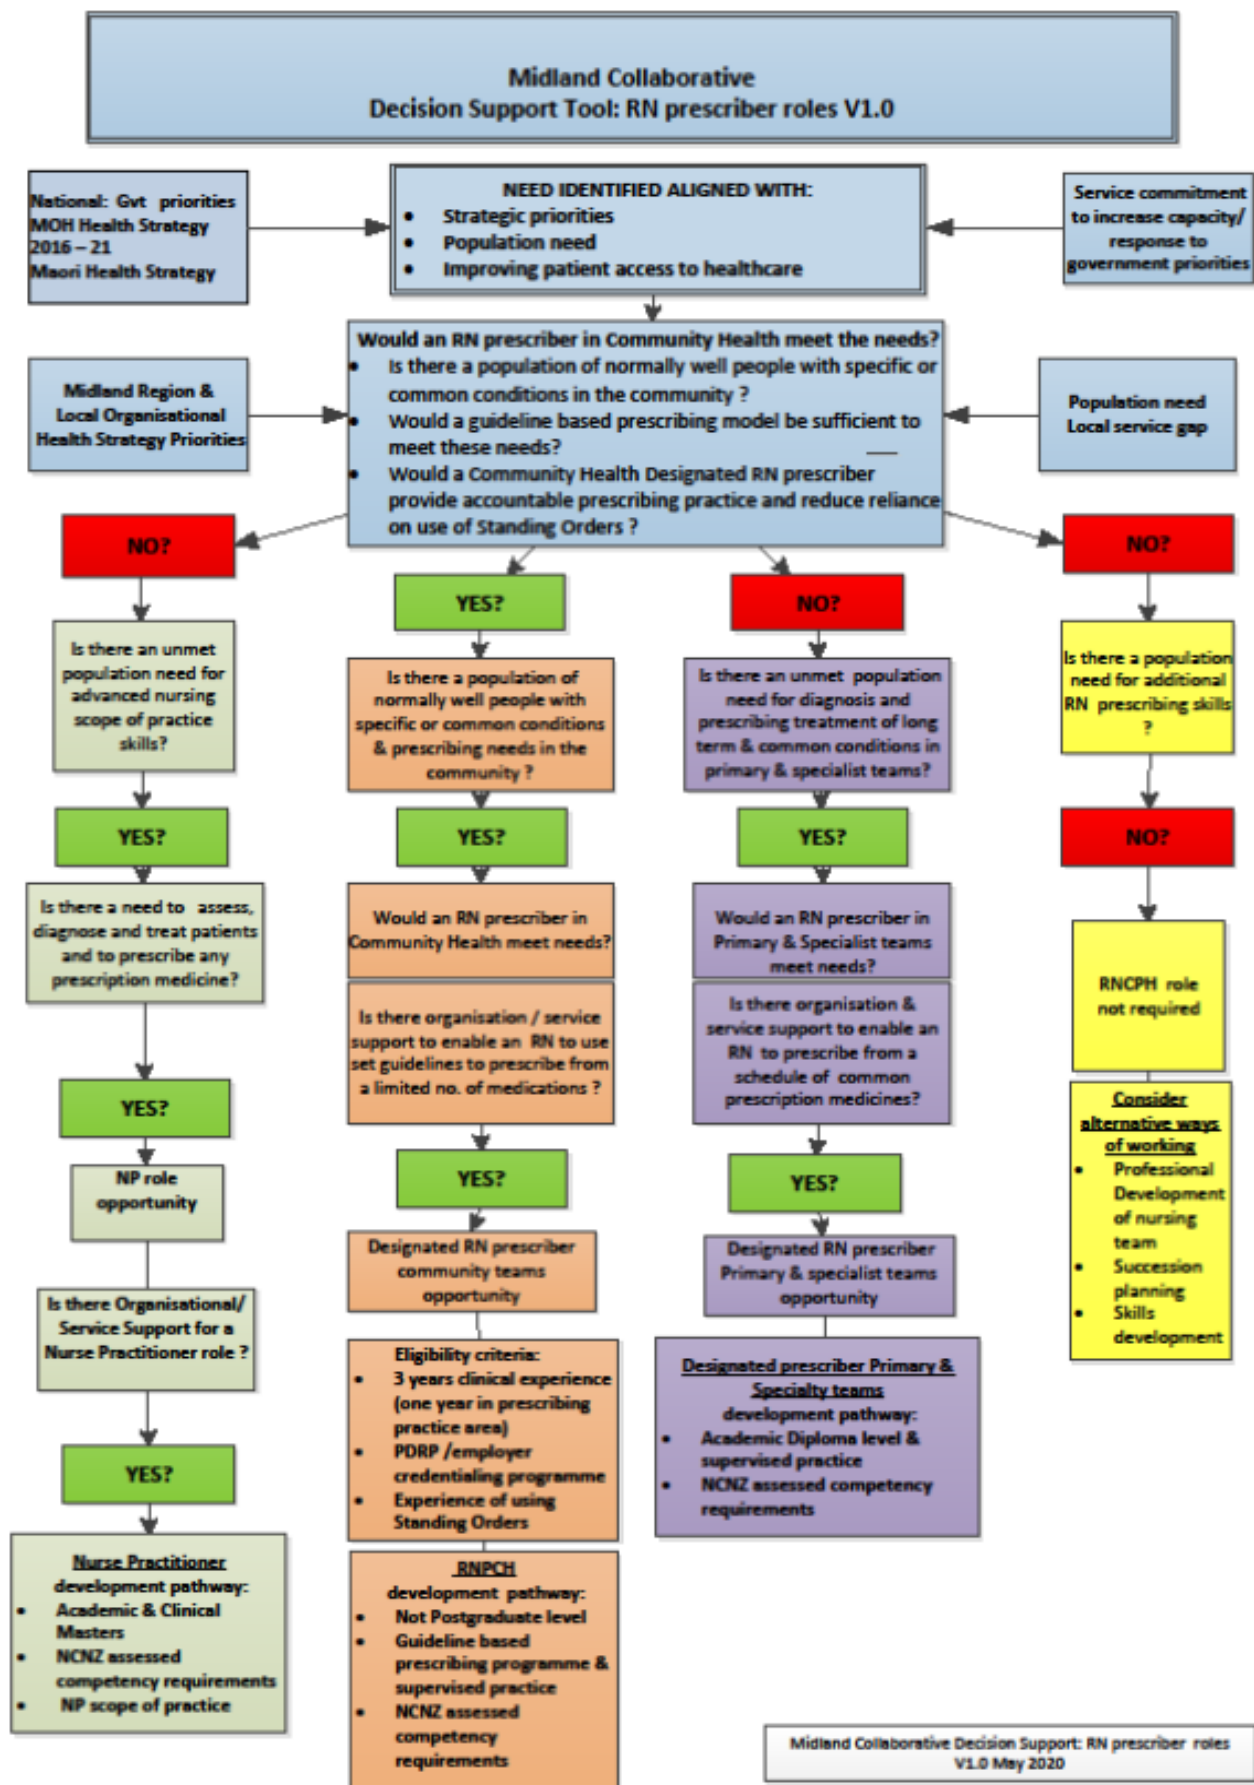 Midland Collaborative
Decision Support Tool: RN prescriber roles V1.0
National: Gvt priorities
MOH Health Strategy
2016 – 21
Maori Health Strategy
NEED IDENTIFIED ALIGNED WITH:
• Strategic priorities
• Population need
• Improving patient access to healthcare
Service commitment
to increase capacity/
response to
government priorities
Midland Region &
Local Organisational
Health Strategy Priorities
Would an RN prescriber in Community Health meet the needs?
• Is there a population of normally well people with specific or
common conditions in the community ?
• Would a guideline based prescribing model be sufficient to
meet these needs?
• Would a Community Health Designated RN prescriber
provide accountable prescribing practice and reduce reliance
on use of Standing Orders ?
Population need
Local service gap
NO?
Is there an unmet
population need for
advanced nursing
scope of practice
skills?
YES?
Is there a need to assess,
diagnose and treat patients
and to prescribe any
prescription medicine?
YES?
NP role
opportunity
Is there Organisational/
Service Support for a
Nurse Practitioner role ?
YES?
Nurse Practitioner
development pathway:
• Academic & Clinical
Masters
• NCNZ assessed
competency requirements
• NP scope of practice
YES?
Is there a population of
normally well people with
specific or common conditions
& prescribing needs in the
community ?
YES?
Would an RN prescriber in
Community Health meet needs?
Is there organisation / service
support to enable an RN to use
set guidelines to prescribe from
a limited no. of medications ?
YES?
Designated RN prescriber
community teams
opportunity
Eligibility criteria:
• 3 years clinical experience
(one year in prescribing
practice area)
• PDRP /employer
credentialing programme
• Experience of using
Standing Orders
RNPCH
development pathway:
• Not Postgraduate level
• Guideline based
prescribing programme &
supervised practice
• NCNZ assessed
competency
requirements
NO?
Is there an unmet population
need for diagnosis and
prescribing treatment of long
term & common conditions in
primary & specialist teams?
YES?
Would an RN prescriber in
Primary & Specialist teams
meet needs?
Is there organisation &
service support to enable an
RN to prescribe from a
schedule of common
prescription medicines?
YES?
Designated RN prescriber
Primary & specialist teams
opportunity
Designated prescriber Primary &
Specialty teams
development pathway:
• Academic Diploma level &
supervised practice
• NCNZ assessed competency
requirements
NO?
Is there a population
need for additional
RN prescribing skills
?
NO?
RNCPH role
not required
Consider
alternative ways
of working
• Professional
Development
of nursing
team
• Succession
planning
• Skills
development
Midland Collaborative Decision Support: RN prescriber roles
V1.0 May 2020